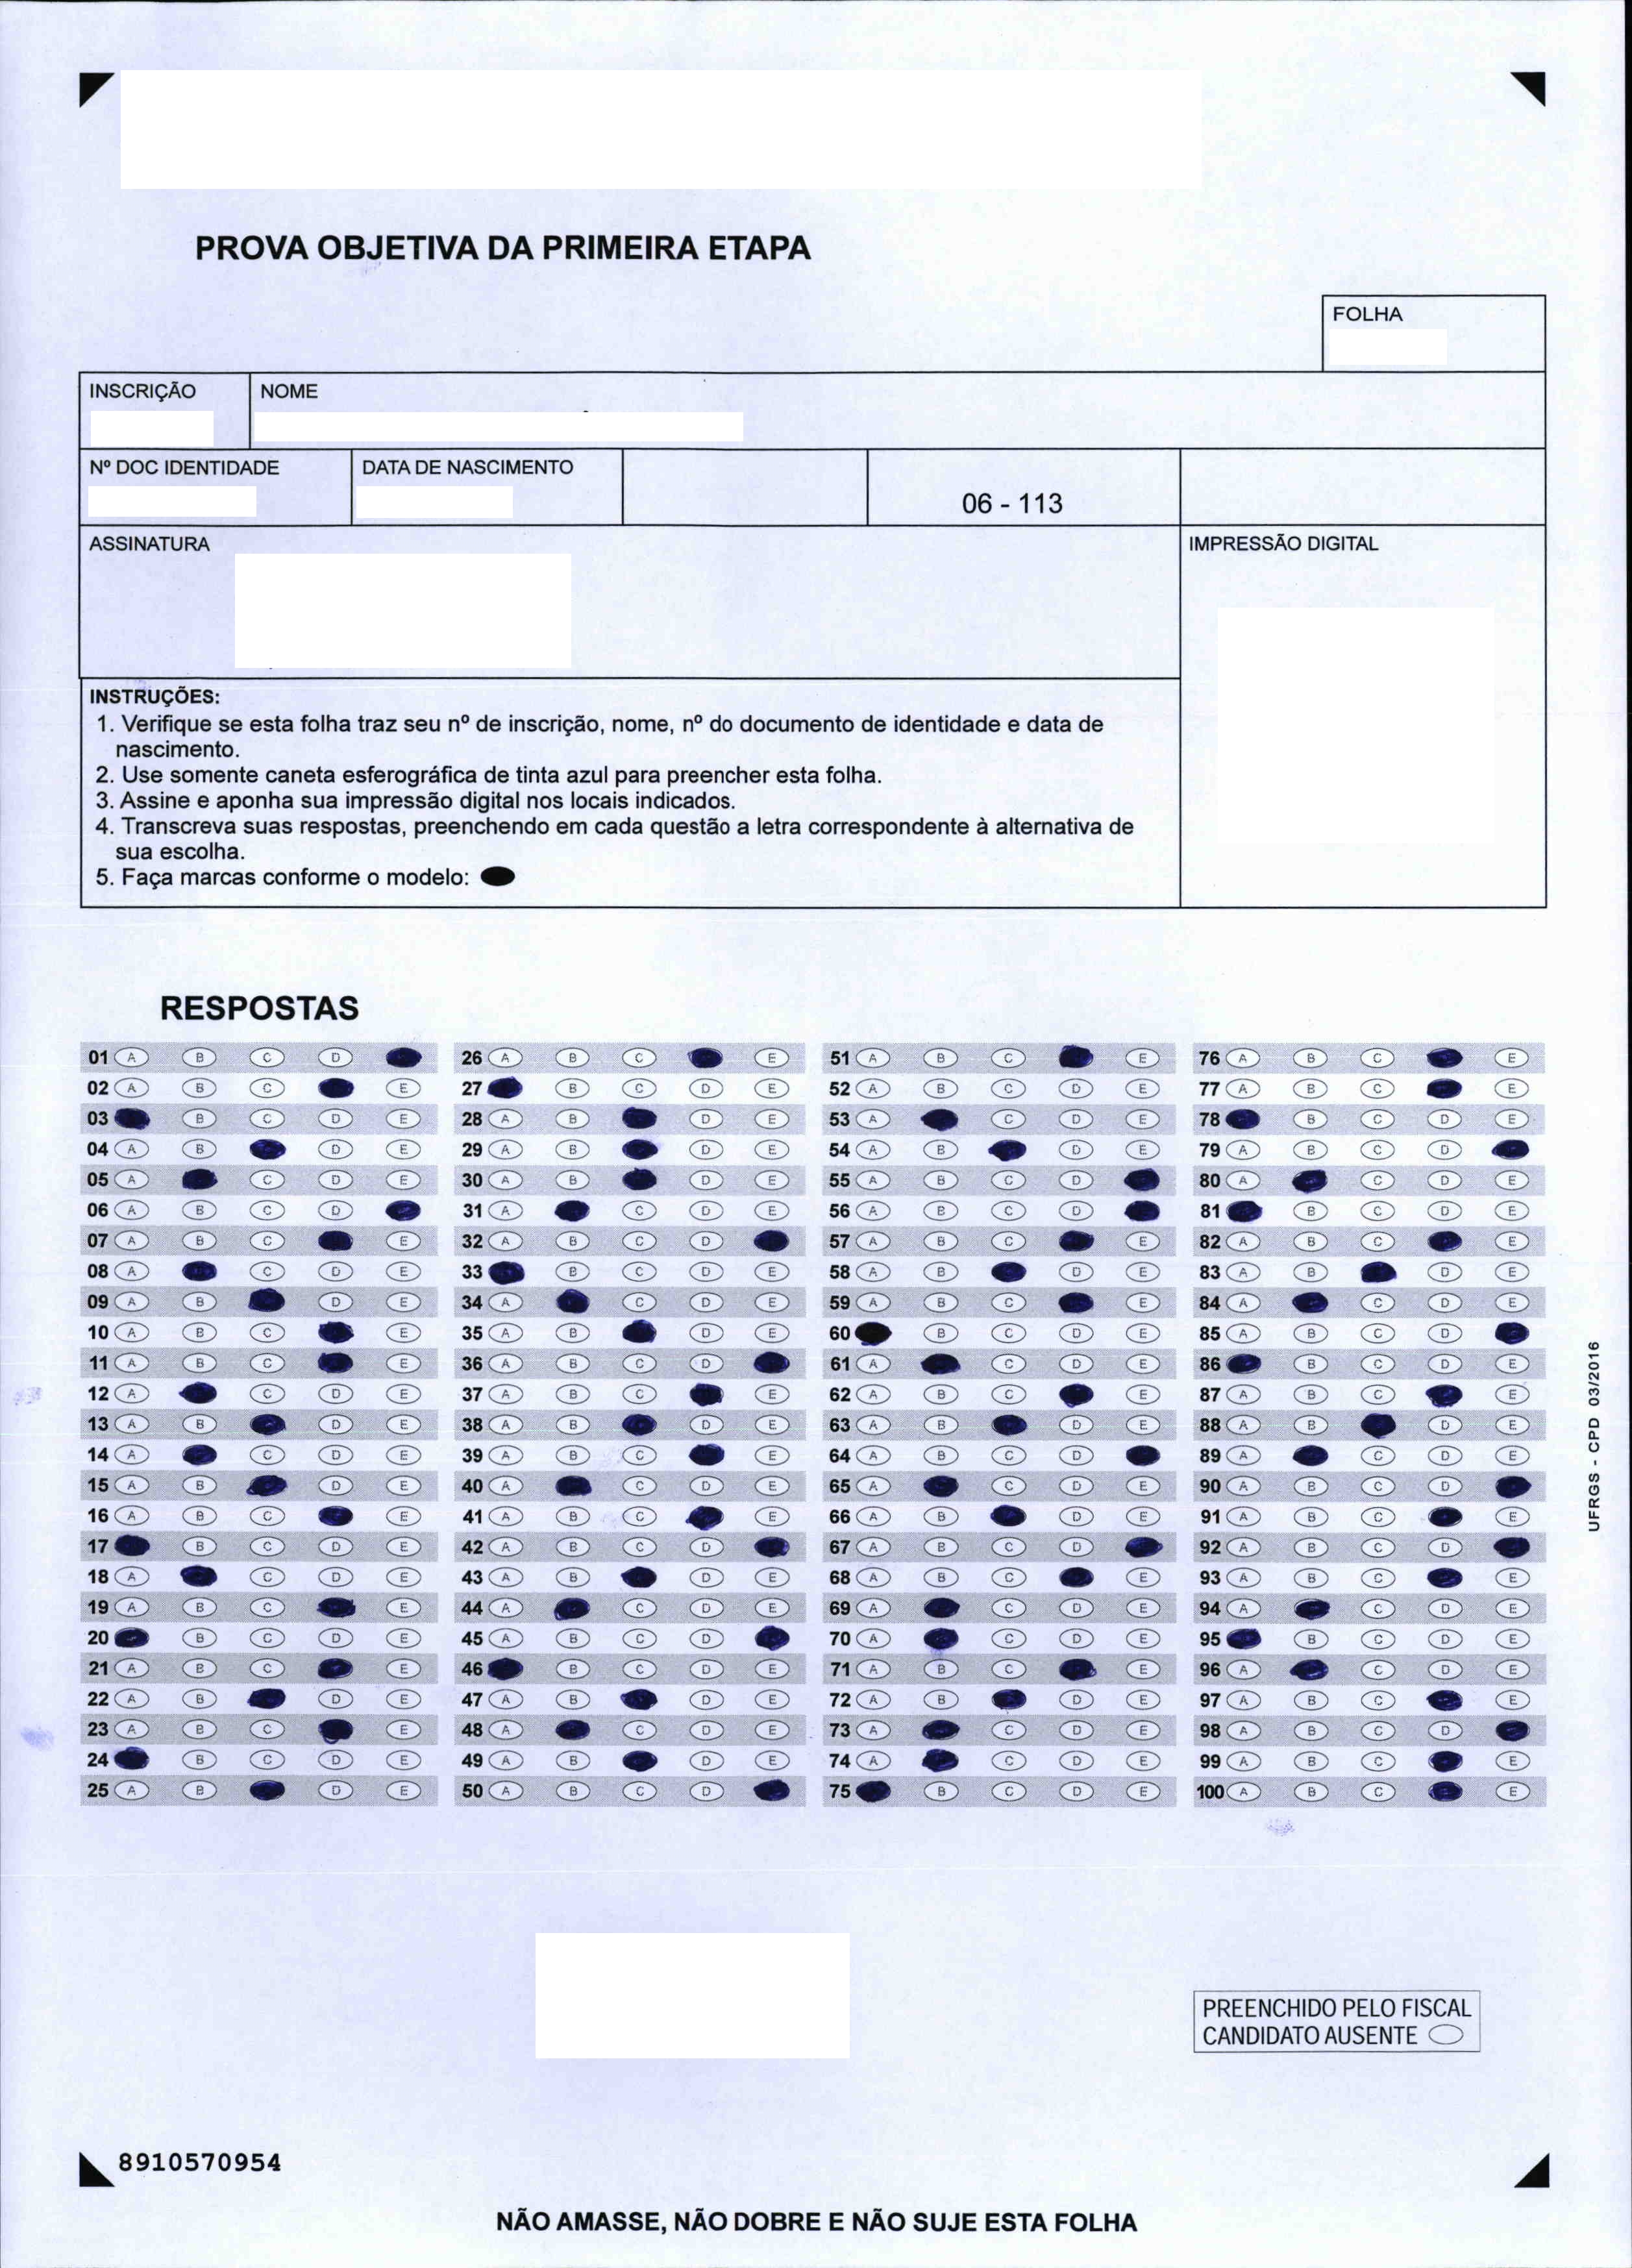 PROVA OBJETIVA DA PRIMEIRA ETAPA
FOLHA
INSCRIÇÃO NOME
Nº DOC IDENTIDADE DATA DE NASCIMENTO
06 - 113
ASSINATURA IMPRESSÃO DIGITAL
INSTRUÇÕES:
1. Verifique se esta folha traz seu nº de inscrição, nome, nº do documento de identidade e data de
nascimento.
2. Use somente caneta esferográfica de tinta azul para preencher esta folha.
3. Assine e aponha sua impressão digital nos locais indicados.
4. Transcreva suas respostas, preenchendo em cada questão a letra correspondente à alternativa de
sua escolha.
5. Faça marcas conforme o modelo:
RESPOSTAS
01 A B C D 26 A B C E 51 A B C E 76 A B C E
02 A B C E 27 B C D E 52 A B C D E 77 A B C E
03 B C D E 28 A B D E 53 A C D E 78 B C D E
04 A B D E 29 A B D E 54 A B D E 79 A B C D
05 A C D E 30 A B D E 55 A B C D 80 A C D E
06 A B C D 31 A C D E 56 A B C D 81 B C D E
07 A B C E 32 A B C D 57 A B C E 82 A B C E
08 A C D E 33 B C D E 58 A B D E 83 A B D E
09 A B D E 34 A C D E 59 A B C E 84 A C D E
10 A B C E 35 A B D E 60 B C D E 85 A B C D
11 A B C E 36 A B C D 61 A C D E 86 B C D E
12 A C D E 37 A B C E 62 A B C E 87 A B C E
13 A B D E 38 A B D E 63 A B D E 88 A B D E
14 A C D E 39 A B C E 64 A B C D 89 A C D E
15 A B D E 40 A C D E 65 A C D E 90 A B C D
16 A B C E 41 A B C E 66 A B D E 91 A B C E
17 B C D E 42 A B C D 67 A B C D 92 A B C D
18 A C D E 43 A B D E 68 A B C E 93 A B C E
19 A B C E 44 A C D E 69 A C D E 94 A C D E
20 B C D E 45 A B C D 70 A C D E 95 B C D E
21 A B C E 46 B C D E 71 A B C E 96 A C D E
22 A B D E 47 A B D E 72 A B D E 97 A B C E
23 A B C E 48 A C D E 73 A C D E 98 A B C D
24 B C D E 49 A B D E 74 A C D E 99 A B C E
25 A B D E 50 A B C D 75 B C D E 100 A B C E
UFRGS - CPD 03/2016
PREENCHIDO PELO FISCAL
CANDIDATO AUSENTE
8910570954
NÃO AMASSE, NÃO DOBRE E NÃO SUJE ESTA FOLHA